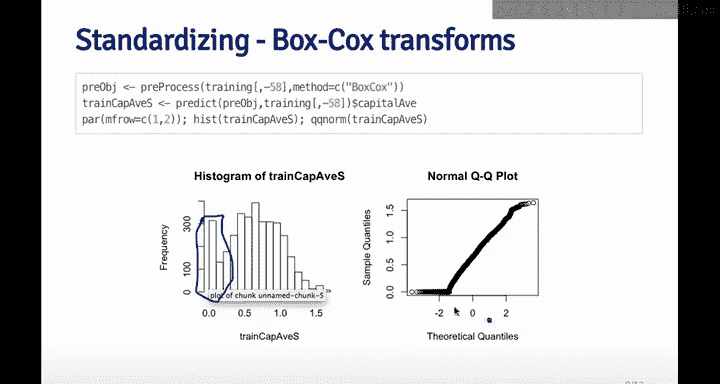 Standardizing - Box-Cox transforms
preObj <- preProcess(training[,-58],method=c("BoxCox"))
trainCapAveS <- predict(preObj,training[,-58])$capitalAve
par(mfrow=c(1,2)); hist(trainCapAveS); qqnorm(trainCapAveS)
Histogram of trainCapAveS
Frequency
300
100
0
plot of chunk unnamed-chunk-5
0.0 0.5 1.0 1.5
trainCapAveS
Normal Q-Q Plot
Sample Quantiles
1.5
1.0
0.5
0.0
-2 0 2
Theoretical Quantiles